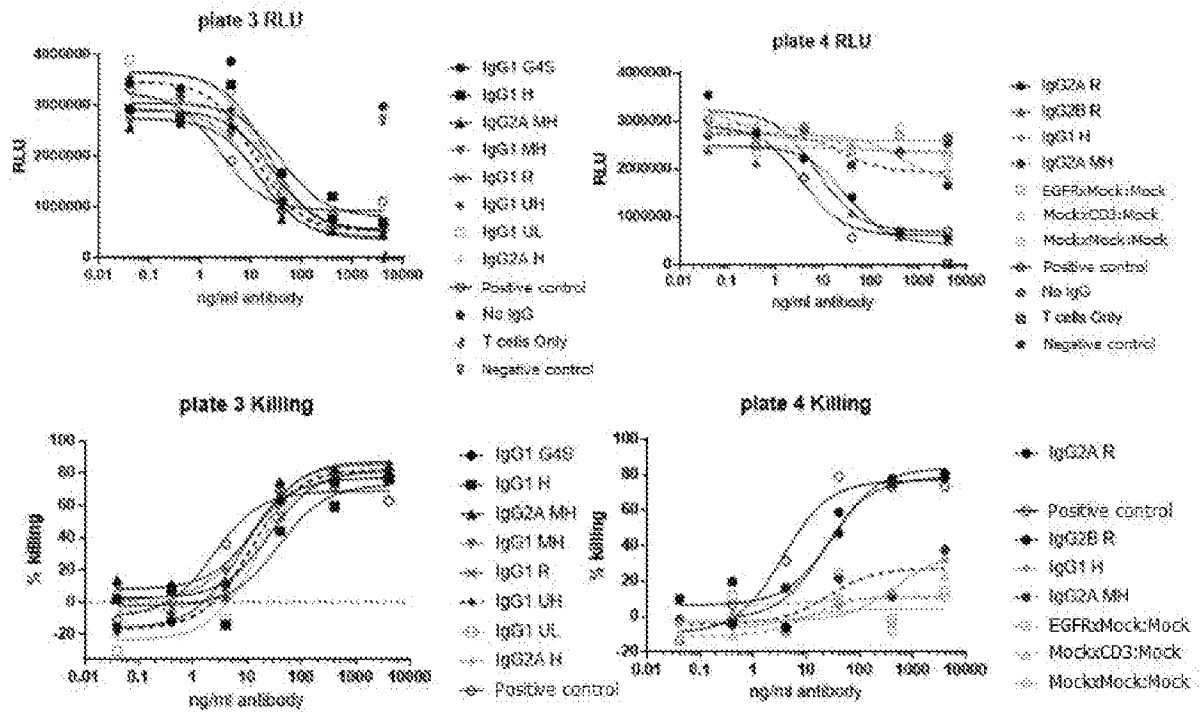 plate 3 RLU
4000000
3000000
2000000
1000000
0
RLU
0.01 0.1 1 10 100 1000 10000
ng/ml antibody
IgG1 G4S
IgG1 H
IgG2A MH
IgG1 MH
IgG1 R
IgG1 UH
IgG1 UL
IgG2A H
Positive control
No IgG
T cells Only
Negative control
plate 4 RLU
4000000
3000000
2000000
1000000
0
RLU
0.01 0.1 1 10 100 1000 10000
ng/ml antibody
IgG2A R
IgG2B R
IgG1 H
IgG2A MH
EGFRxMock:Mock
MockxCD3:Mock
MockxMock:Mock
Positive control
No IgG
T cells Only
Negative control
plate 3 Killing
100
80
60
40
20
0
-20
% killing
0.01 0.1 1 10 100 1000 10000
ng/ml antibody
IgG1 G4S
IgG1 H
IgG2A MH
IgG1 MH
IgG1 R
IgG1 UH
IgG1 UL
IgG2A H
Positive control
plate 4 Killing
100
80
60
40
20
0
-20
% killing
0.01 0.1 1 10 100 1000 10000
ng/ml antibody
IgG2A R
Positive control
IgG2B R
IgG1 H
IgG2A MH
EGFRxMock:Mock
MockxCD3:Mock
MockxMock:Mock